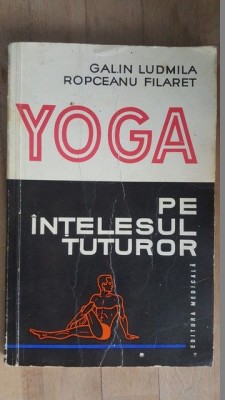 GALIN LUDMILA
ROPCEANU FILARET
YOGA
PE
ÎNȚELESUL
TUTUROR
EDITURA MEDICALĂ